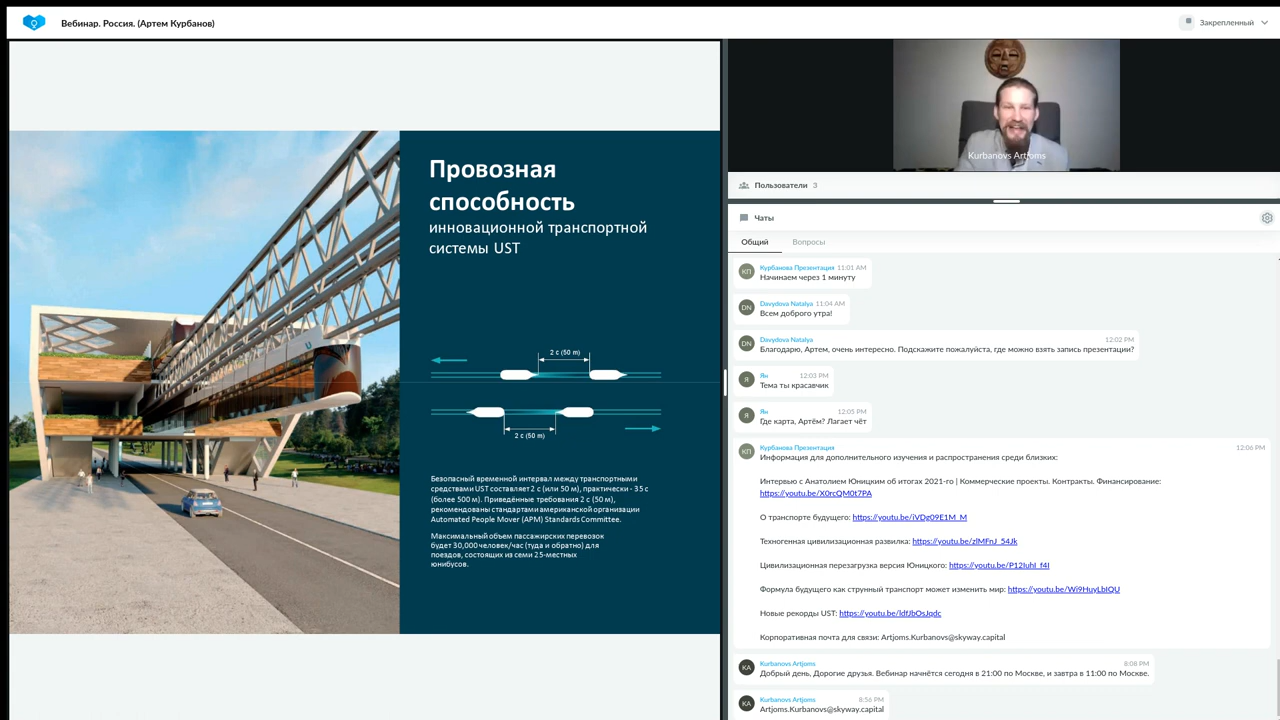 Вебинар. Россия. (Артем Курбанов)
Закрепленный
Провозная
способность
инновационной транспортной
системы UST
2 с (50 m)
2 с (50 m)
Безопасный временной интервал между транспортными
средствами UST составляет 2 с (или 50 м), практически - 35 с
(более 500 м). Приведённые требования 2 с (50 м),
рекомендованы стандартами американской организации
Automated People Mover (APM) Standards Committee.
Максимальный объем пассажирских перевозок
будет 30,000 человек/час (туда и обратно) для
поездов, состоящих из семи 25-местных
юнибусов.
Kurbanovs Artjoms
Пользователи 3
Чаты
Общий Вопросы
КП Курбанова Презентация 11:01 AM
Начинаем через 1 минуту
DN Davydova Natalya 11:04 AM
Всем доброго утра!
DN Davydova Natalya 12:02 PM
Благодарю, Артем, очень интересно. Подскажите пожалуйста, где можно взять запись презентации?
Я Ян 12:03 PM
Тема ты красавчик
Я Ян 12:05 PM
Где карта, Артём? Лагает чёт
КП Курбанова Презентация 12:06 PM
Информация для дополнительного изучения и распространения среди близких:
Интервью с Анатолием Юницким об итогах 2021-го | Коммерческие проекты. Контракты. Финансирование:
https://youtu.be/X0rcQM0t7PA
О транспорте будущего: https://youtu.be/iVDg09E1M_M
Техногенная цивилизационная развилка: https://youtu.be/zlMFnJ_54Jk
Цивилизационная перезагрузка версия Юницкого: https://youtu.be/P12IuhI_f4I
Формула будущего как струнный транспорт может изменить мир: https://youtu.be/Wi9HuyLbIQU
Новые рекорды UST: https://youtu.be/ldfJbOsJqdc
Корпоративная почта для связи: Artjoms.Kurbanovs@skyway.capital
KA Kurbanovs Artjoms 8:08 PM
Добрый день, Дорогие друзья. Вебинар начнётся сегодня в 21:00 по Москве, и завтра в 11:00 по Москве.
KA Kurbanovs Artjoms 8:56 PM
Artjoms.Kurbanovs@skyway.capital